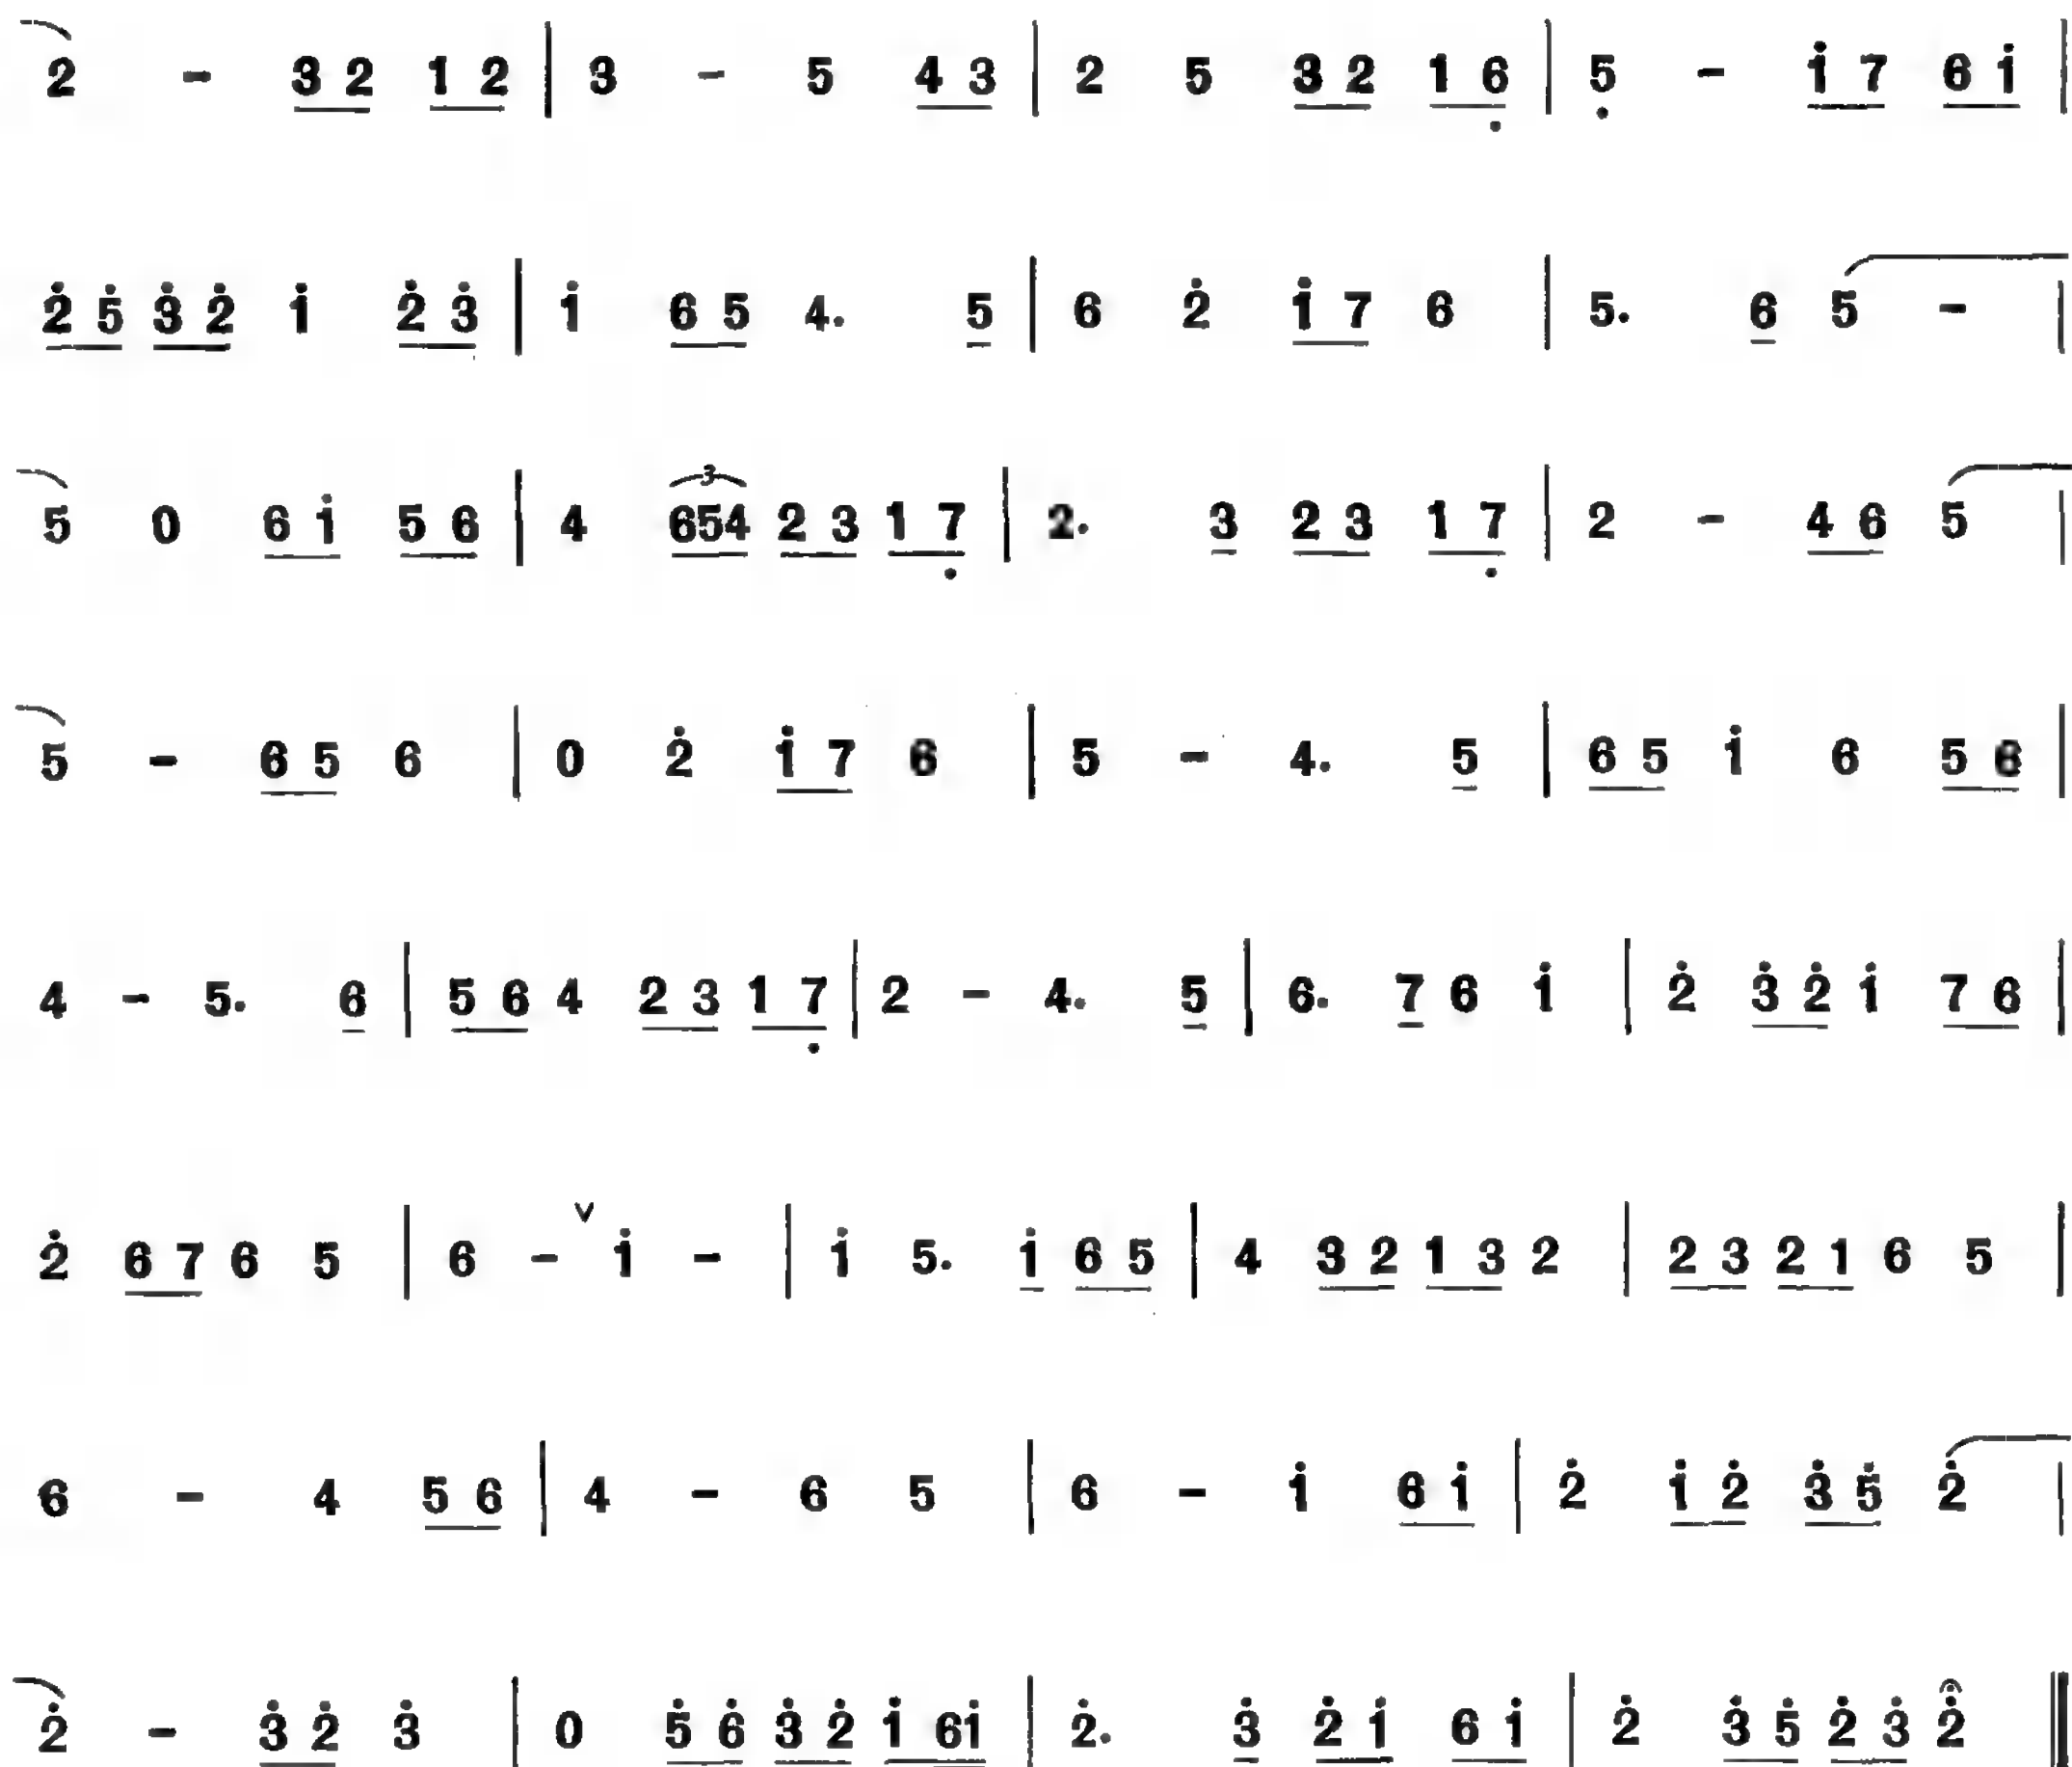 2 - 3 2 1 2 | 3 - 5 4 3 | 2 5 3 2 1 6̣ | 5̣ - 1̇ 7 6 1̇ |
2̇ 5̇ 3̇ 2̇ 1̇ 2̇ 3̇ | 1̇ 6 5 4. 5 | 6 2̇ 1̇ 7 6 | 5. 6 5 - |
5 0 6 1̇ 5 6 | 4 3 654 2 3 1 7̣ | 2. 3 2 3 1 7̣ | 2 - 4 6 5 |
5 - 6 5 6 | 0 2̇ 1̇ 7 6 | 5 - 4. 5 | 6 5 1̇ 6 5 6 |
4 - 5. 6 | 5 6 4 2 3 1 7̣ | 2 - 4. 5 | 6. 7 6 1̇ | 2̇ 3̇ 2̇ 1̇ 7 6 |
2̇ 6 7 6 5 | 6 - ∨ 1̇ - | 1̇ 5. 1̇ 6 5 | 4 3 2 1 3 2 | 2 3 2 1 6 5 |
6 - 4 5 6 | 4 - 6 5 | 6 - 1̇ 6 1̇ | 2̇ 1̇ 2̇ 3̇ 5̇ 2̇ |
2̇ - 3̇ 2̇ 3̇ | 0 5̇ 6̇ 3̇ 2̇ 1̇ 61̇ | 2̇. 3̇ 2̇ 1̇ 6 1̇ | 2̇ 3̇ 5̇ 2̇ 3̇ 2̇ ‖